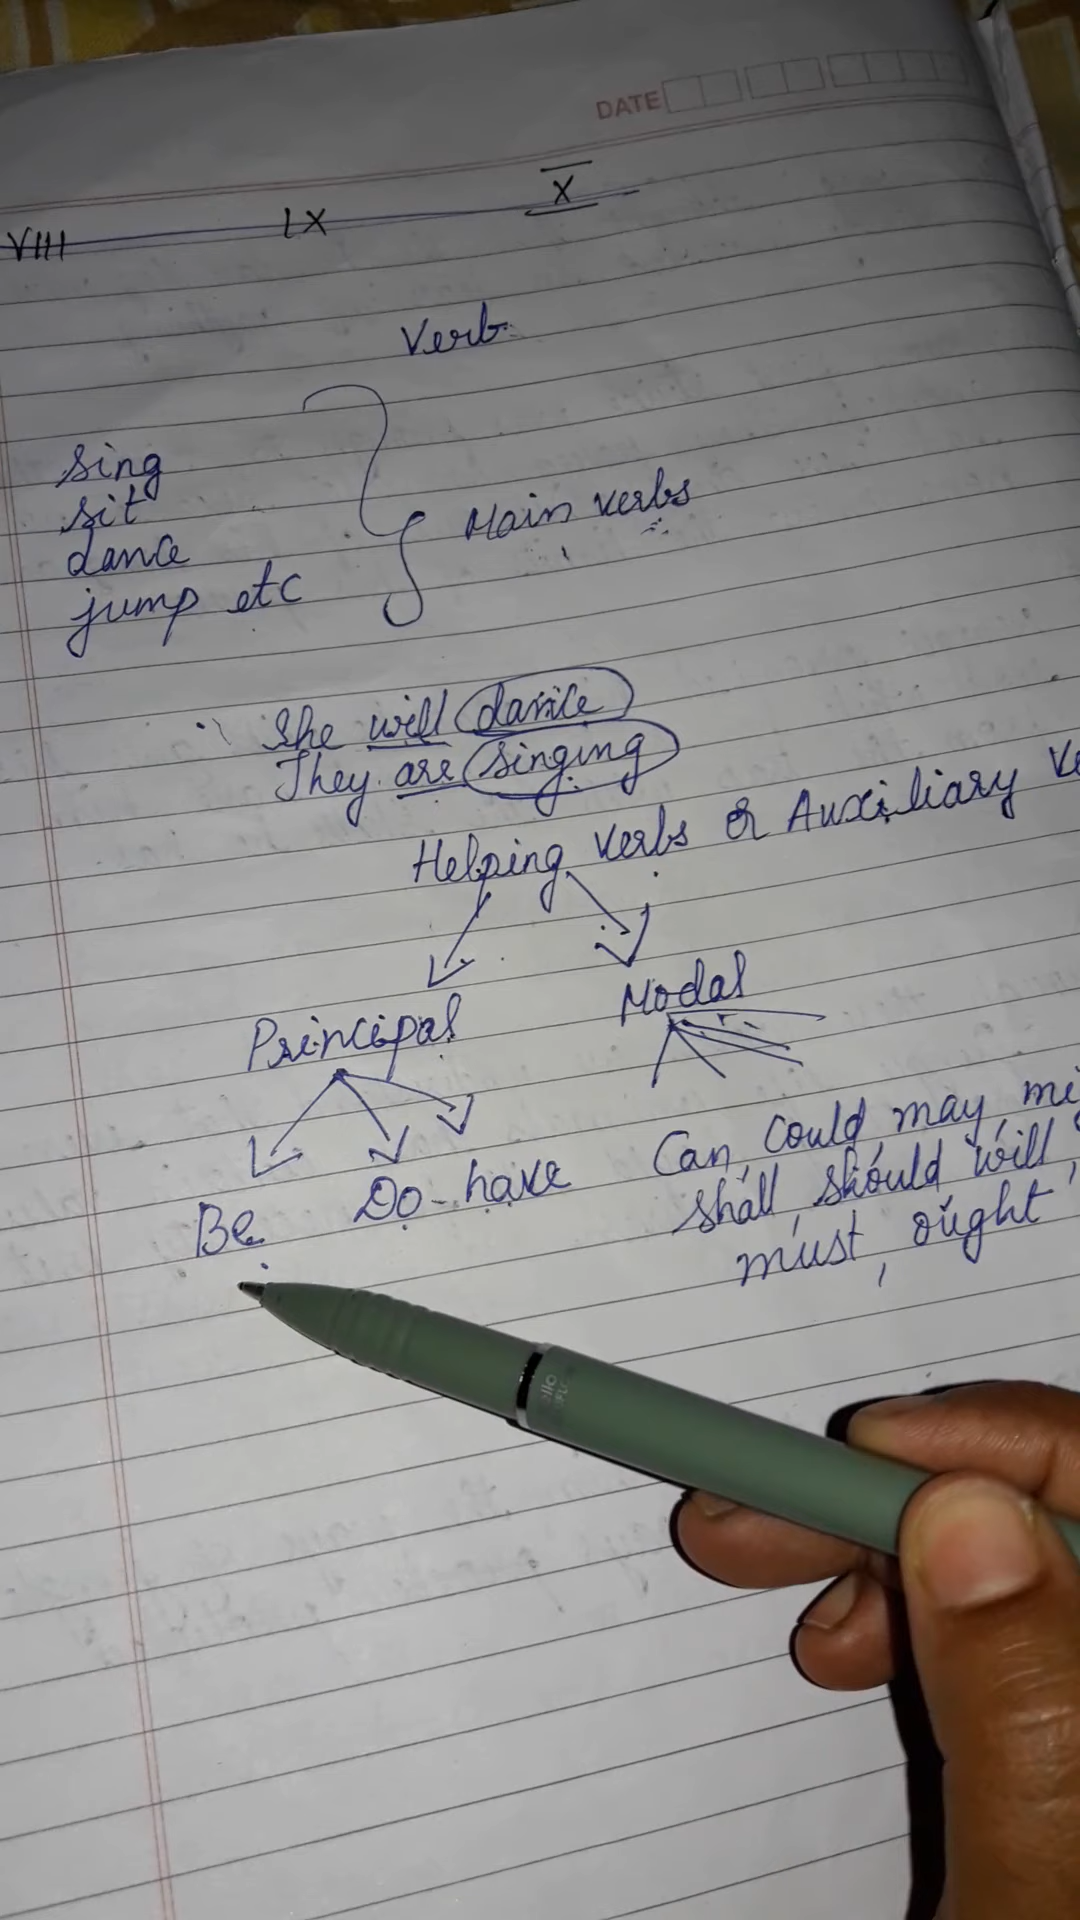 DATE
VIII IX X
Verb
sing
sit
dance
jump etc
Main verbs
She will dance
They are singing
Helping verbs or Auxiliary
Principal Modal
Be Do have
Can, could, may,
shall, should will,
must, ought